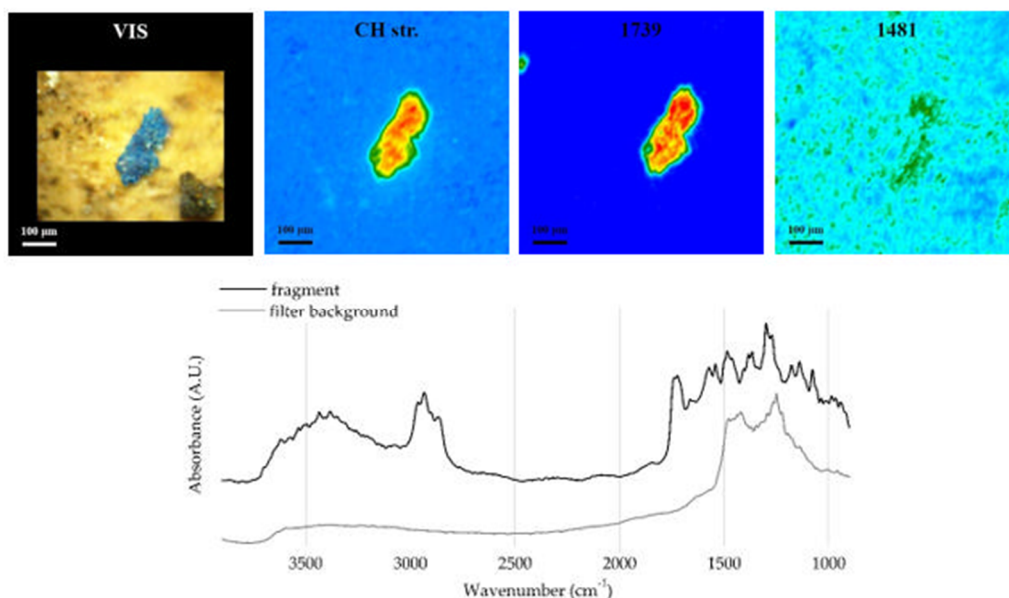 VIS
CH str.
1739
1481
100 µm
100 µm
100 µm
100 µm
fragment
filter background
Absorbance (A.U.)
3500
3000
2500
2000
1500
1000
Wavenumber (cm⁻¹)